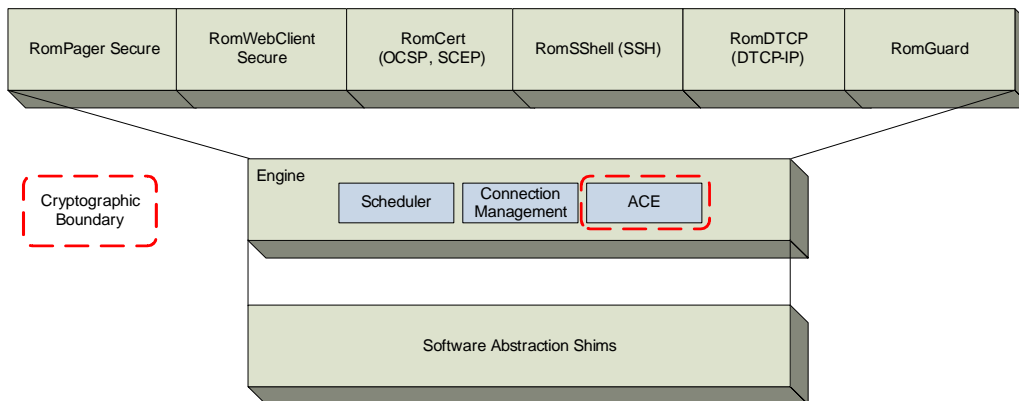 RomPager Secure
RomWebClient
Secure
RomCert
(OCSP, SCEP)
RomSShell (SSH)
RomDTCP
(DTCP-IP)
RomGuard
Engine
Scheduler
Connection
Management
ACE
Cryptographic
Boundary
Software Abstraction Shims